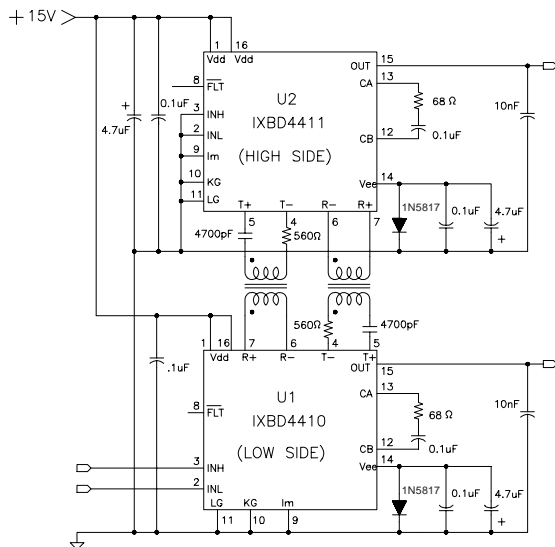 + 15V
1 16
Vdd Vdd
OUT 15
8 FLT
CA 13
+
0.1uF
4.7uF
U2
IXBD4411
(HIGH SIDE)
68 Ω
0.1uF
10nF
3 INH
2 INL
9 Im
10 KG
11 LG
CB 12
Vee 14
T+ T- R- R+
5 4 6 7
4700pF
560Ω
1N5817
0.1uF
4.7uF
+
560Ω
4700pF
1 16 7 6 4 5
Vdd R+ R- T- T+
.1uF
OUT 15
U1
IXBD4410
(LOW SIDE)
CA 13
8 FLT
68 Ω
0.1uF
10nF
CB 12
Vee 14
3 INH
2 INL
LG KG Im
11 10 9
1N5817
0.1uF
4.7uF
+